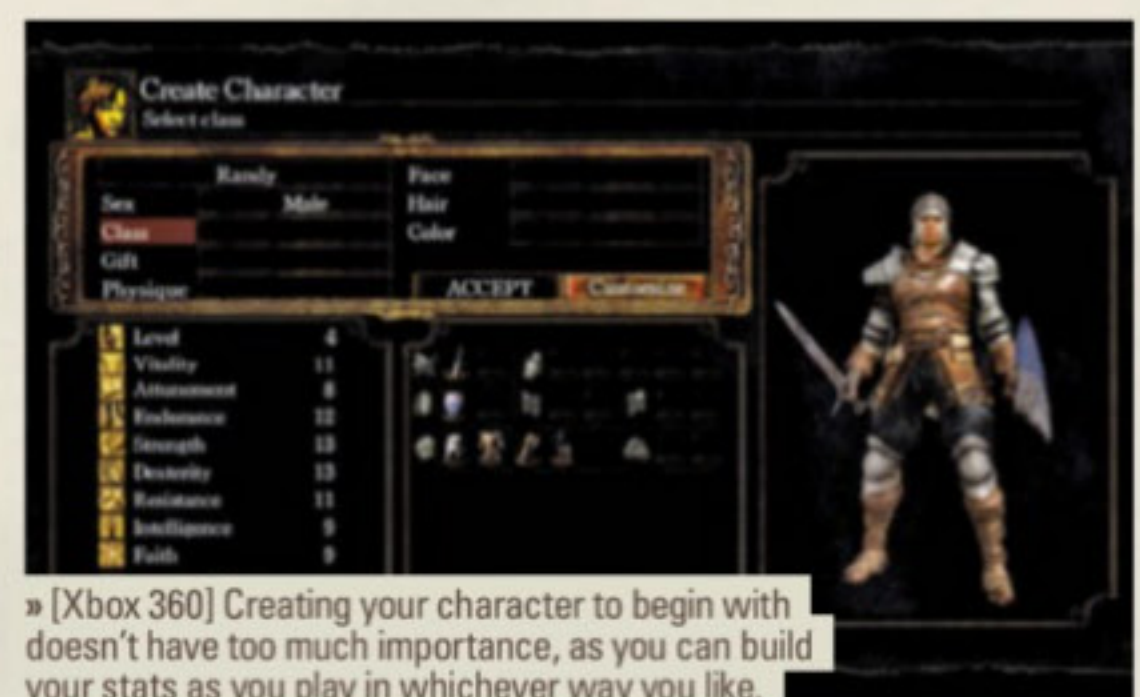 Create Character
Select class
Randy
Sex Male
Class
Gift
Physique
Face
Hair
Color
ACCEPT Customize
Level 4
Vitality 11
Attunement 8
Endurance 12
Strength 13
Dexterity 13
Resistance 11
Intelligence 9
Faith 9
» [Xbox 360] Creating your character to begin with
doesn't have too much importance, as you can build
your stats as you play in whichever way you like.